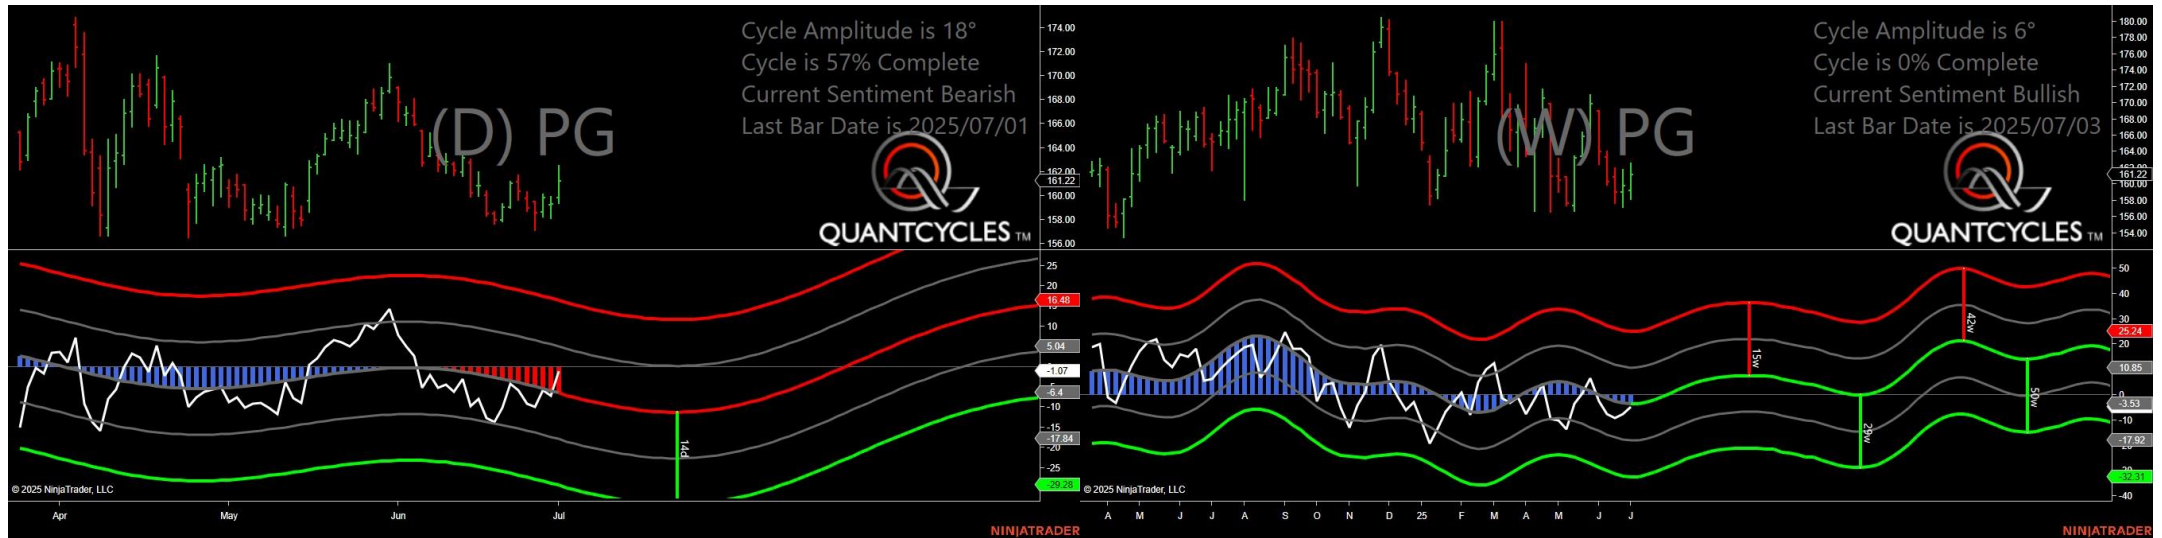 Cycle Amplitude is 18°
Cycle is 57% Complete
Current Sentiment Bearish
Last Bar Date is 2025/07/01
(D) PG
QUANTCYCLES TM
174.00
172.00
170.00
168.00
166.00
164.00
162.00
161.22
160.00
158.00
156.00
25
20
16.48
10
5.04
-1.07
-6.4
-10
-15
-17.84
-20
-25
-29.28
14d
© 2025 NinjaTrader, LLC
Apr May Jun Jul
NINJATRADER
Cycle Amplitude is 6°
Cycle is 0% Complete
Current Sentiment Bullish
Last Bar Date is 2025/07/03
(W) PG
QUANTCYCLES TM
180.00
178.00
176.00
174.00
172.00
170.00
168.00
166.00
164.00
161.22
160.00
158.00
156.00
154.00
50
40
30
25.24
20
10.85
0
-3.53
-10
-17.92
-32.31
-40
15w
29w
42w
50w
© 2025 NinjaTrader, LLC
A M J J A S O N D 25 F M A M J J
NINJATRADER